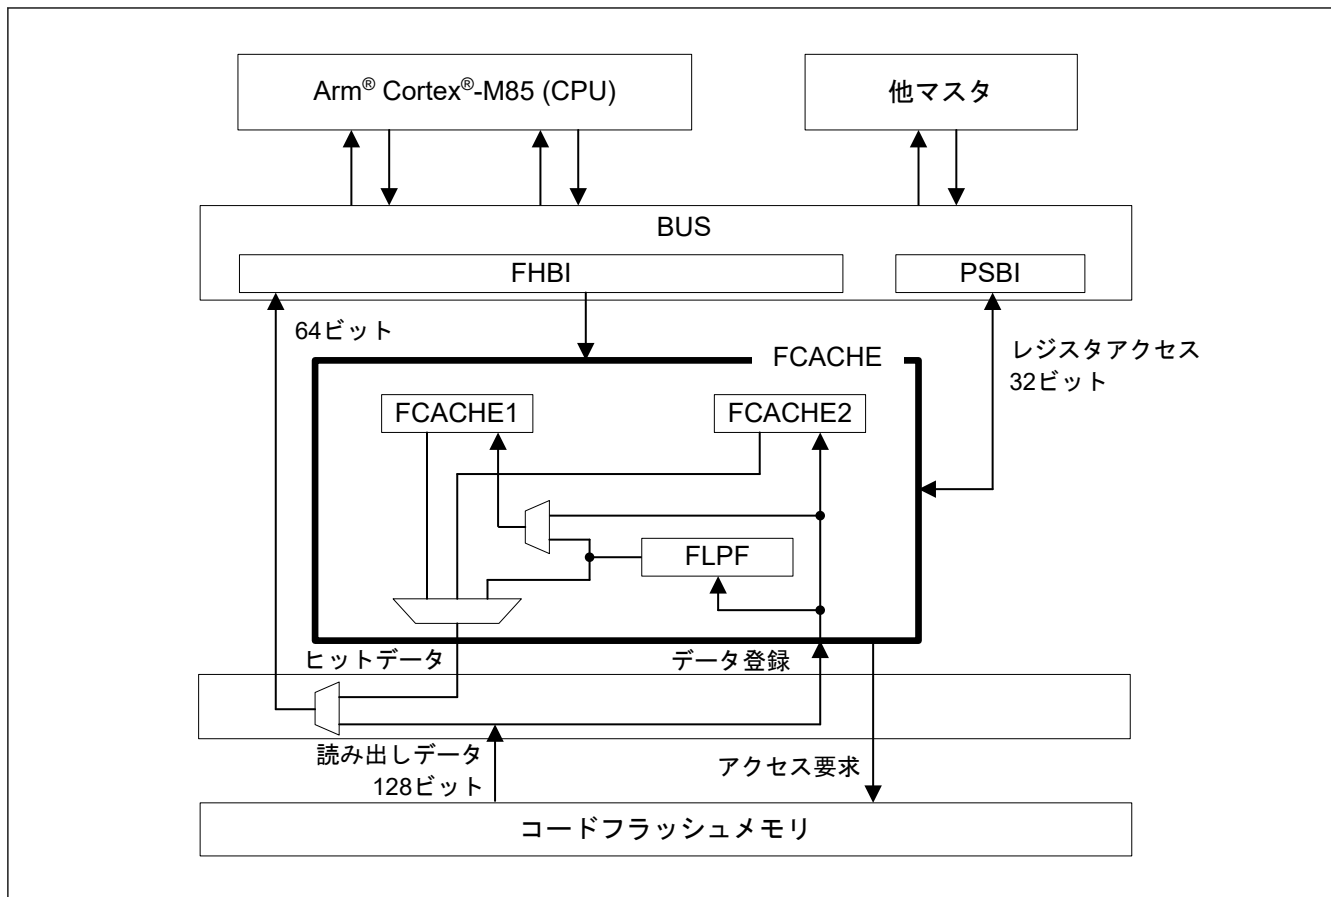 Arm® Cortex®-M85 (CPU)
他マスタ
BUS
FHBI
PSBI
64ビット
FCACHE
レジスタアクセス
32ビット
FCACHE1
FCACHE2
FLPF
ヒットデータ
データ登録
読み出しデータ
128ビット
アクセス要求
コードフラッシュメモリ